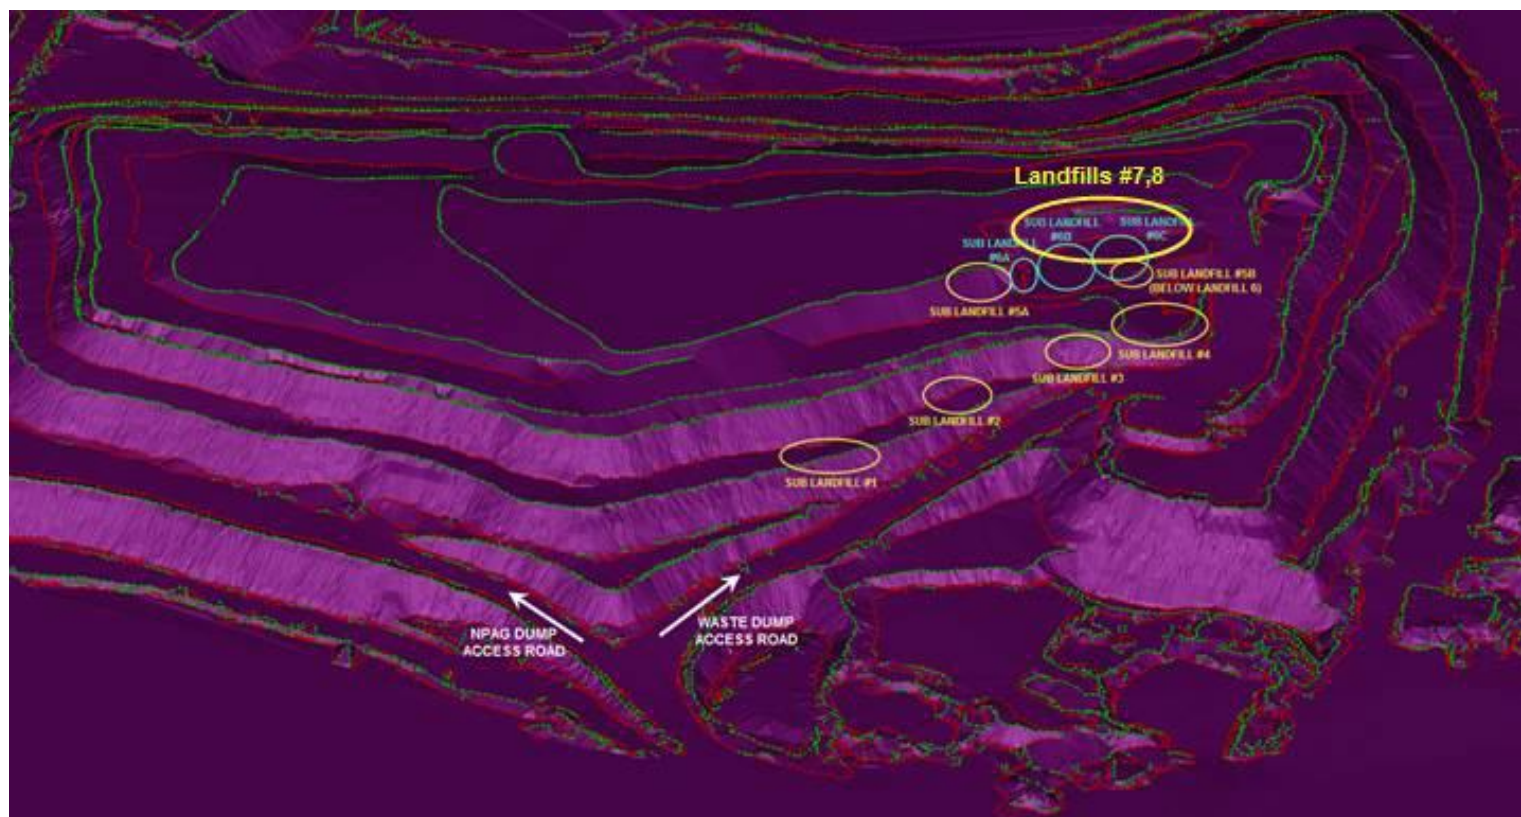 Landfills #7,8
SUB LANDFILL
#6B
SUB LANDFILL
#6C
SUB LANDFILL
#6A
SUB LANDFILL #5B
(BELOW LANDFILL 6)
SUB LANDFILL #5A
SUB LANDFILL #4
SUB LANDFILL #3
SUB LANDFILL #2
SUB LANDFILL #1
NPAG DUMP
ACCESS ROAD
WASTE DUMP
ACCESS ROAD